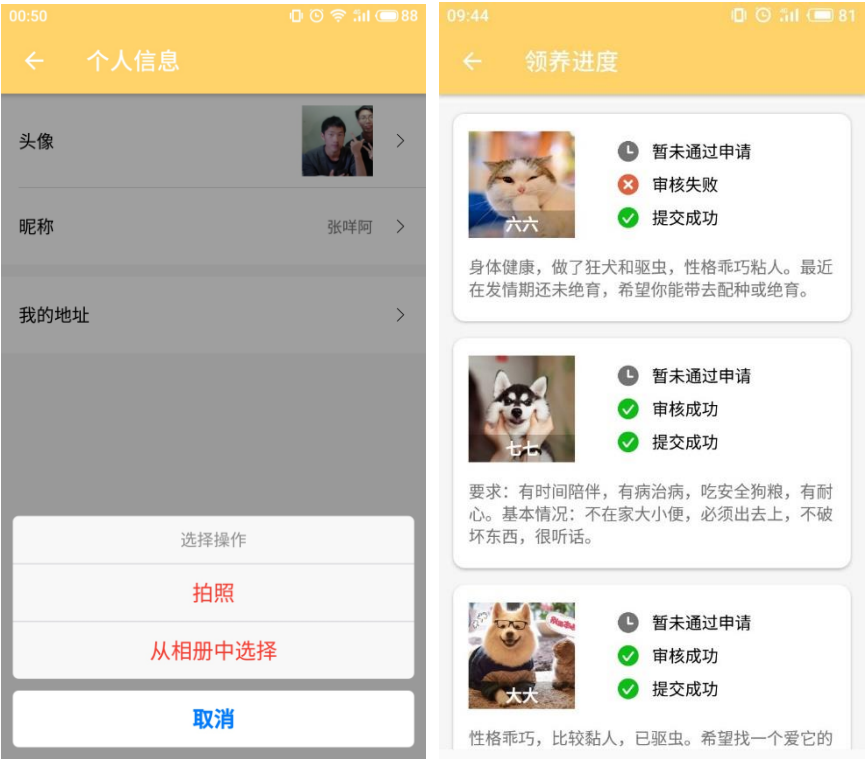 00:50
88
个人信息
头像
昵称
张咩阿
我的地址
选择操作
拍照
从相册中选择
取消
09:44
81
领养进度
六六
暂未通过申请
审核失败
提交成功
身体健康，做了狂犬和驱虫，性格乖巧粘人。最近
在发情期还未绝育，希望你能带去配种或绝育。
七七
暂未通过申请
审核成功
提交成功
要求：有时间陪伴，有病治病，吃安全狗粮，有耐
心。基本情况：不在家大小便，必须出去上，不破
坏东西，很听话。
大大
暂未通过申请
审核成功
提交成功
性格乖巧，比较黏人，已驱虫。希望找一个爱它的